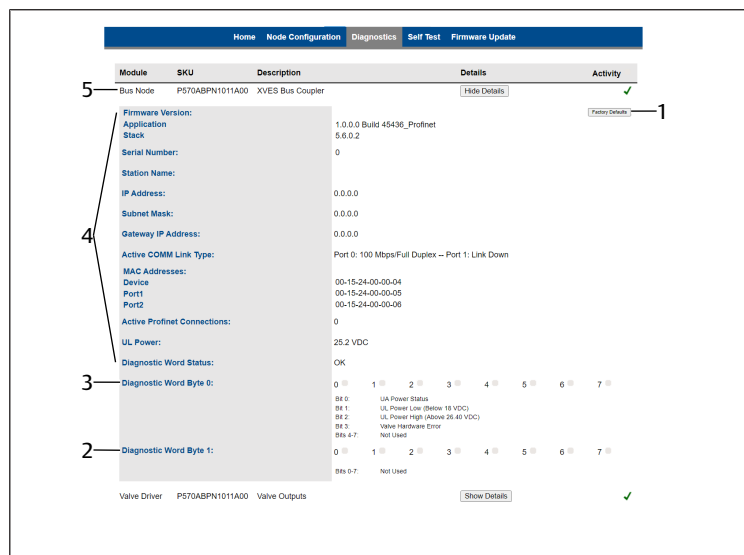 Home Node Configuration Diagnostics Self Test Firmware Update
Module SKU Description Details Activity
5 Bus Node P570ABPN1011A00 XVES Bus Coupler Hide Details
Firmware Version: Factory Defaults 1
Application 1.0.0.0 Build 45436_Profinet
Stack 5.6.0.2
Serial Number: 0
Station Name:
IP Address: 0.0.0.0
Subnet Mask: 0.0.0.0
4
Gateway IP Address: 0.0.0.0
Active COMM Link Type: Port 0: 100 Mbps/Full Duplex -- Port 1: Link Down
MAC Addresses:
Device 00-15-24-00-00-04
Port1 00-15-24-00-00-05
Port2 00-15-24-00-00-06
Active Profinet Connections: 0
UL Power: 25.2 VDC
Diagnostic Word Status: OK
3 Diagnostic Word Byte 0: 0 1 2 3 4 5 6 7
Bit 0: UA Power Status
Bit 1: UL Power Low (Below 18 VDC)
Bit 2: UL Power High (Above 26.40 VDC)
Bit 3: Valve Hardware Error
Bits 4-7: Not Used
2 Diagnostic Word Byte 1: 0 1 2 3 4 5 6 7
Bits 0-7: Not Used
Valve Driver P570ABPN1011A00 Valve Outputs Show Details